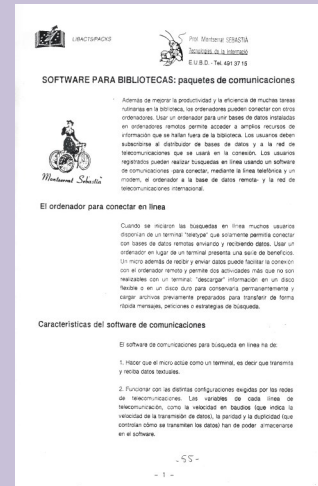 LIBACTS/PACKS
Prof. Montserrat SEBASTIÀ
Tecnologies de la Informació
E.U.B.D. - Tel. 491 37 15
SOFTWARE PARA BIBLIOTECAS: paquetes de comunicaciones
Además de mejorar la productividad y la eficiencia de muchas tareas
rutinarias en la biblioteca, los ordenadores pueden conectar con otros
ordenadores. Usar un ordenador para unir bases de datos instaladas
en ordenadores remotos permite acceder a amplios recursos de
información que se hallan fuera de la biblioteca. Los usuarios deben
subscribirse al distribuidor de bases de datos y a la red de
telecomunicaciones que se usará en la conexión. Los usuarios
registrados pueden realizar búsquedas en línea usando un software
de comunicaciones -para conectar, mediante la línea telefónica y un
modem, el ordenador a la base de datos remota- y la red de
telecomunicaciones internacional.
Montserrat Sebastià
El ordenador para conectar en línea
Cuando se iniciaron las búsquedas en línea muchos usuarios
disponían de un terminal "teletype" que solamente permitía conectar
con bases de datos remotas enviando y recibiendo datos. Usar un
ordenador en lugar de un terminal presenta una serie de beneficios.
Un micro además de recibir y enviar datos puede facilitar la conexión
con el ordenador remoto y permite dos actividades más que no son
realizables con un terminal: "descargar" información en un disco
flexible o en un disco duro para conservarla permanentemente y
cargar archivos previamente preparados para transferir de forma
rápida mensajes, peticiones o estrategias de búsqueda.
Características del software de comunicaciones
El software de comunicaciones para búsqueda en línea ha de:
1. Hacer que el micro actúe como un terminal, es decir que transmita
y reciba datos textuales.
2. Funcionar con las distintas configuraciones exigidas por las redes
de telecomunicaciones. Las variables de cada línea de
telecomunicación, como la velocidad en baudios (que indica la
velocidad de la transmisión de datos), la paridad y la duplicidad (que
controlan cómo se transmiten los datos) han de poder almacenarse
en el software.
-55-
- 1 -